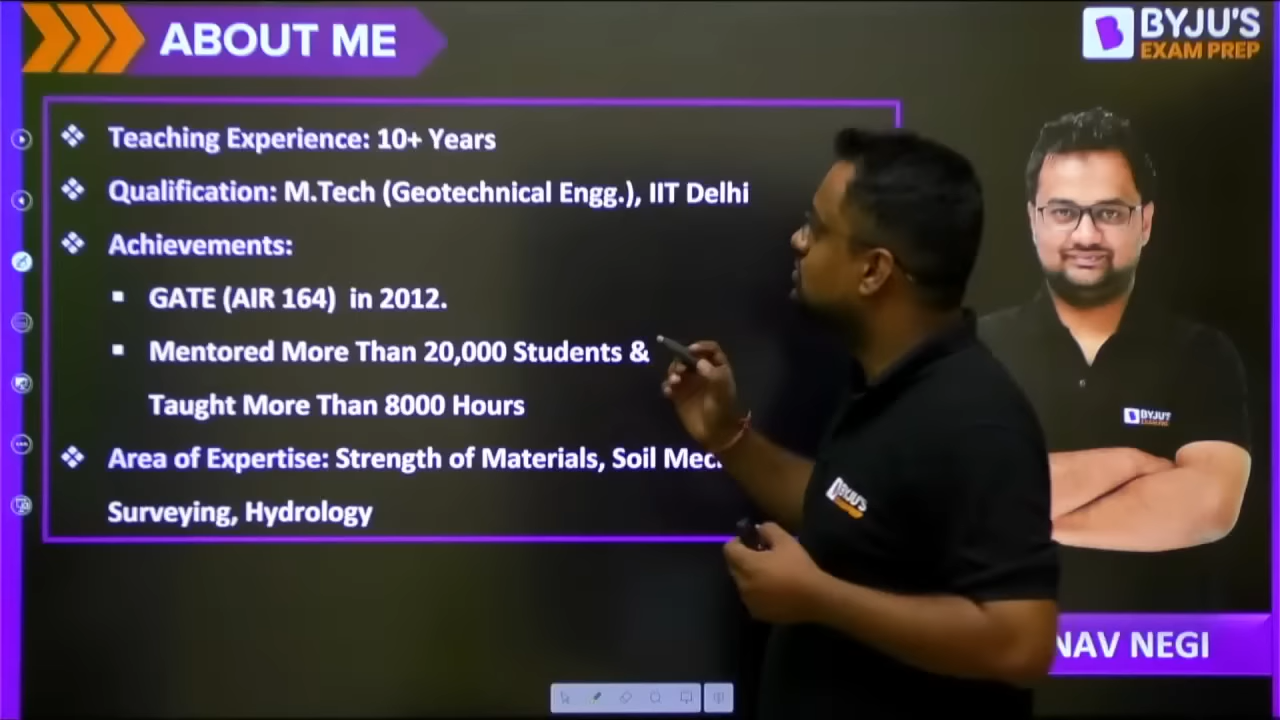 ABOUT ME
BYJU'S
EXAM PREP
Teaching Experience: 10+ Years
Qualification: M.Tech (Geotechnical Engg.), IIT Delhi
Achievements:
GATE (AIR 164) in 2012.
Mentored More Than 20,000 Students &
Taught More Than 8000 Hours
Area of Expertise: Strength of Materials, Soil
Surveying, Hydrology
BYJU'S
BYJU'S
NEGI